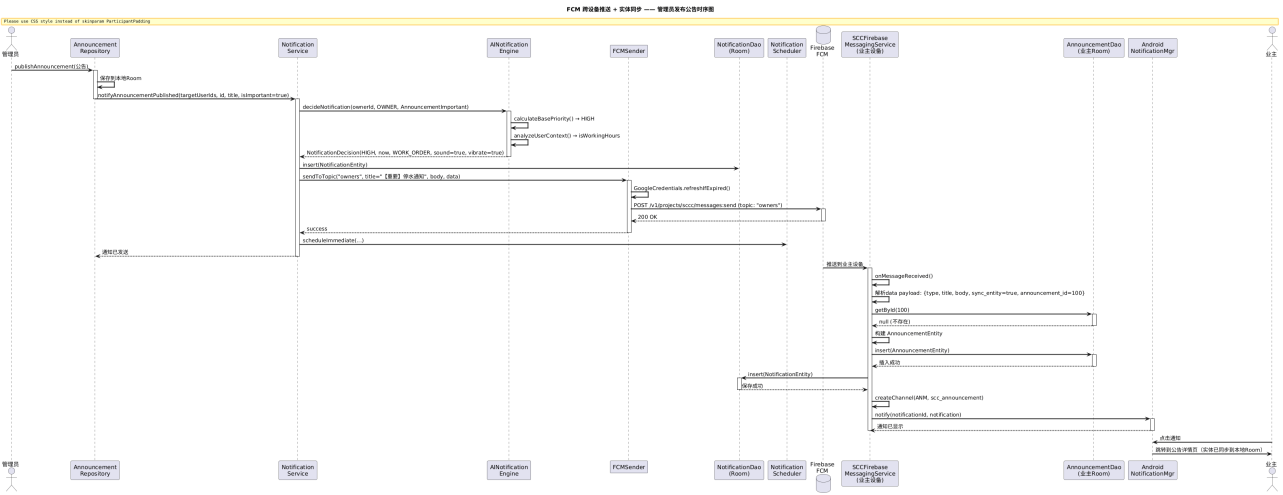 FCM 跨设备推送 + 实体同步 —— 管理员发布公告时序图
Please use CSS style instead of skinparam ParticipantPadding
管理员
Announcement
Repository
Notification
Service
AINotification
Engine
FCMSender
NotificationDao
(Room)
Notification
Scheduler
Firebase
FCM
SCCFirebase
MessagingService
(业主设备)
AnnouncementDao
(业主Room)
Android
NotificationMgr
业主
publishAnnouncement(公告)
保存到本地Room
notifyAnnouncementPublished(targetUserIds, id, title, isImportant=true)
decideNotification(ownerId, OWNER, AnnouncementImportant)
calculateBasePriority() → HIGH
analyzeUserContext() → isWorkingHours
NotificationDecision(HIGH, now, WORK_ORDER, sound=true, vibrate=true)
insert(NotificationEntity)
sendToTopic("owners", title="【重要】停水通知", body, data)
GoogleCredentials.refreshIfExpired()
POST /v1/projects/sccc/messages:send (topic: "owners")
200 OK
success
scheduleImmediate(...)
通知已发送
推送到业主设备
onMessageReceived()
解析data payload: {type, title, body, sync_entity=true, announcement_id=100}
getById(100)
null (不存在)
构建 AnnouncementEntity
insert(AnnouncementEntity)
插入成功
insert(NotificationEntity)
保存成功
createChannel(ANM, scc_announcement)
notify(notificationId, notification)
通知已显示
点击通知
跳转到公告详情页（实体已同步到本地Room）
管理员
Announcement
Repository
Notification
Service
AINotification
Engine
FCMSender
NotificationDao
(Room)
Notification
Scheduler
Firebase
FCM
SCCFirebase
MessagingService
(业主设备)
AnnouncementDao
(业主Room)
Android
NotificationMgr
业主